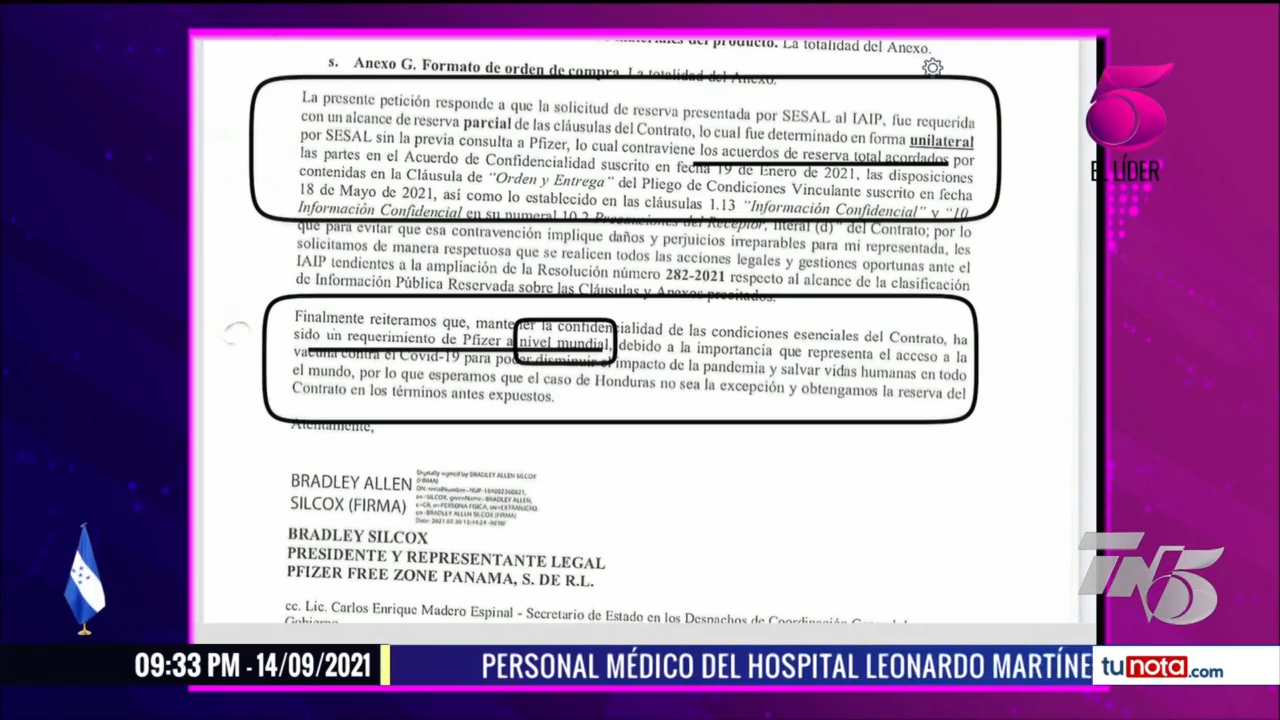 materiales del producto. La totalidad del Anexo.
s. Anexo G. Formato de orden de compra. La totalidad del Anexo.
La presente petición responde a que la solicitud de reserva presentada por SESAL al IAIP, fue requerida
con un alcance de reserva parcial de las cláusulas del Contrato, lo cual fue determinado en forma unilateral
por SESAL sin la previa consulta a Pfizer, lo cual contraviene los acuerdos de reserva total acordados por
las partes en el Acuerdo de Confidencialidad suscrito en fecha 19 de Enero de 2021, las disposiciones
contenidas en la Cláusula de "Orden y Entrega" del Pliego de Condiciones Vinculante suscrito en fecha
18 de Mayo de 2021, así como lo establecido en las cláusulas 1.13 "Información Confidencial" y "10
Información Confidencial en su numeral 10.2 Precauciones del Receptor, literal (d)" del Contrato; por lo
que para evitar que esa contravención implique daños y perjuicios irreparables para mi representada, les
solicitamos de manera respetuosa que se realicen todos las acciones legales y gestiones oportunas ante el
IAIP tendientes a la ampliación de la Resolución número 282-2021 respecto al alcance de la clasificación
de Información Pública Reservada sobre las Cláusulas y Anexos precitados.
Finalmente reiteramos que, mantener la confidencialidad de las condiciones esenciales del Contrato, ha
sido un requerimiento de Pfizer a nivel mundial, debido a la importancia que representa el acceso a la
vacuna contra el Covid-19 para poder disminuir el impacto de la pandemia y salvar vidas humanas en todo
el mundo, por lo que esperamos que el caso de Honduras no sea la excepción y obtengamos la reserva del
Contrato en los términos antes expuestos.
Atentamente,
BRADLEY ALLEN
SILCOX (FIRMA)
Digitally signed by BRADLEY ALLEN SILCOX
(FIRMA)
BRADLEY SILCOX
PRESIDENTE Y REPRESENTANTE LEGAL
PFIZER FREE ZONE PANAMA, S. DE R.L.
cc. Lic. Carlos Enrique Madero Espinal - Secretario de Estado en los Despachos de Coordinación General de
Gobierno
5
EL LÍDER
TN5
09:33 PM - 14/09/2021
PERSONAL MÉDICO DEL HOSPITAL LEONARDO MARTÍNE
tunota.com